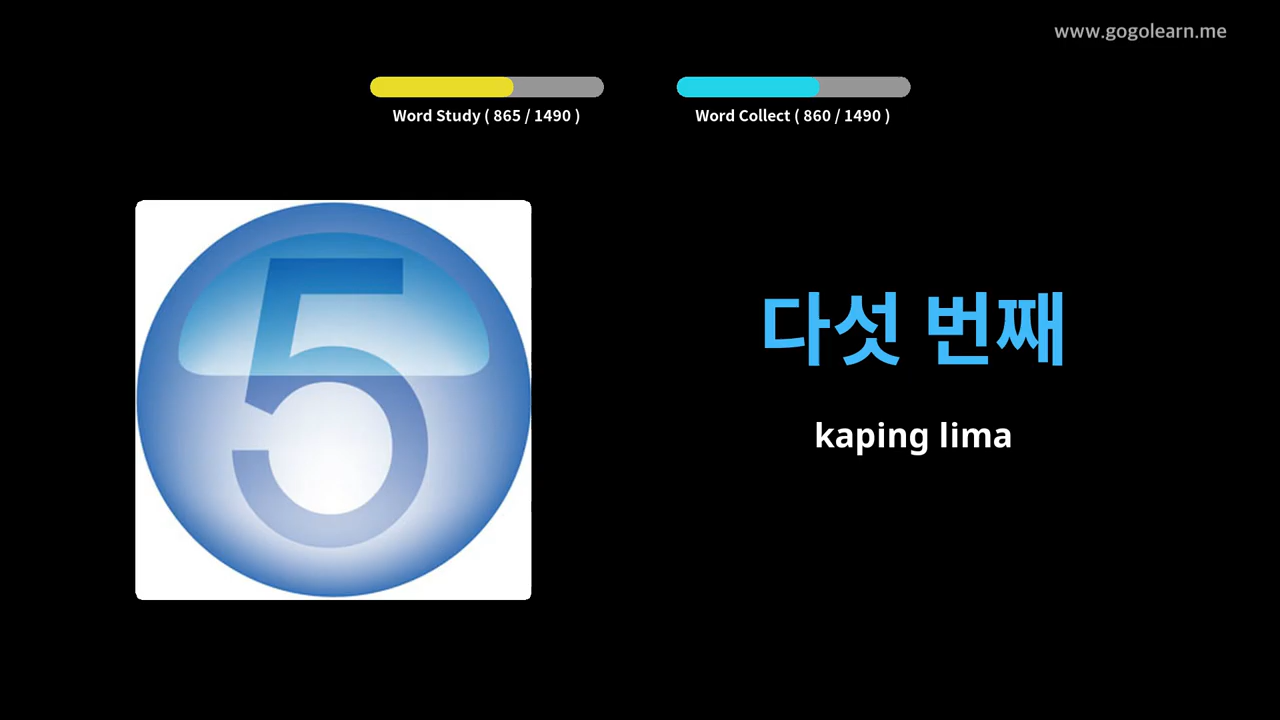 www.gogolearn.me
Word Study ( 865 / 1490 )
Word Collect ( 860 / 1490 )
5
다섯 번째
kaping lima